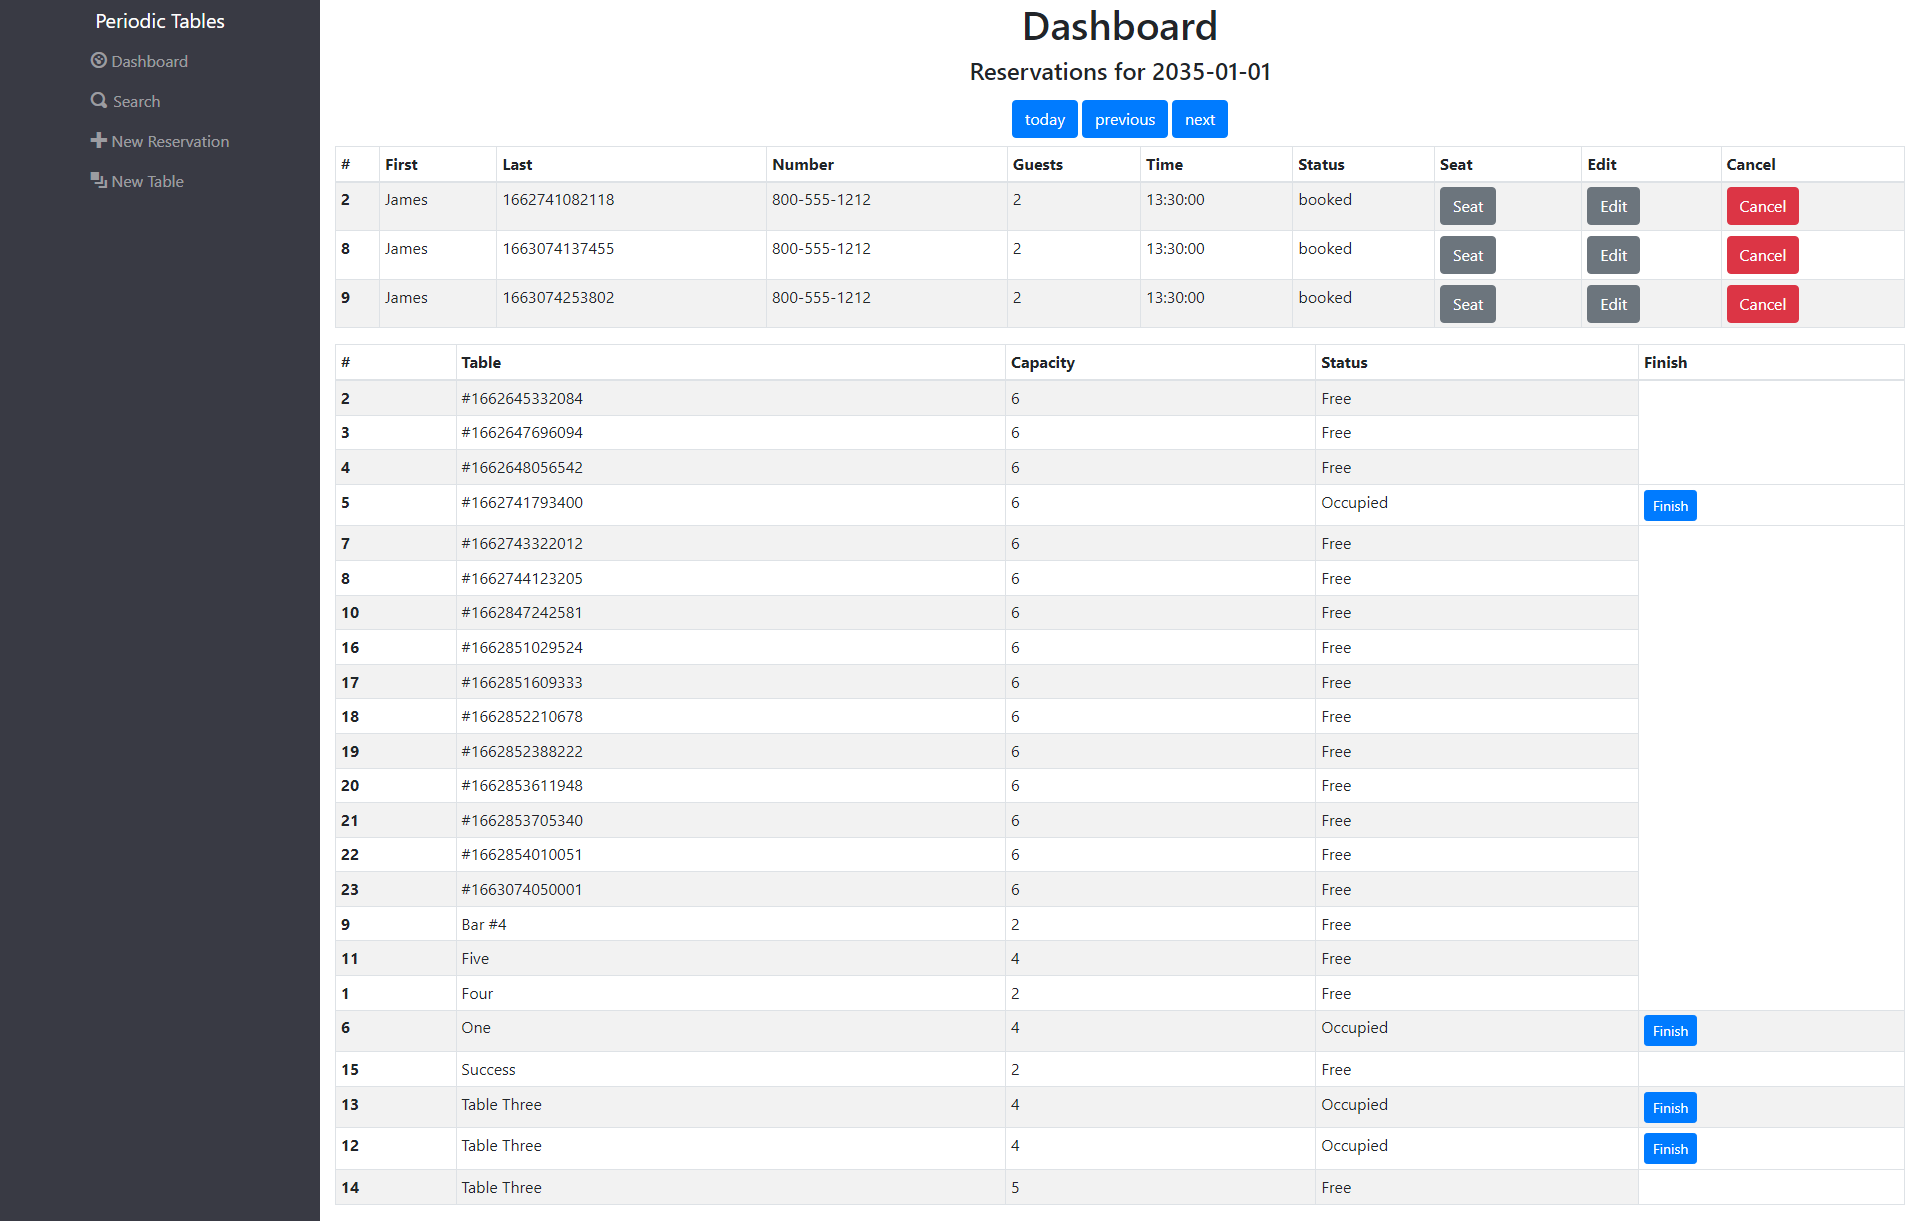 Periodic Tables
Dashboard
Search
New Reservation
New Table
Dashboard
Reservations for 2035-01-01
today previous next
# First Last Number Guests Time Status Seat Edit Cancel
2 James 1662741082118 800-555-1212 2 13:30:00 booked Seat Edit Cancel
8 James 1663074137455 800-555-1212 2 13:30:00 booked Seat Edit Cancel
9 James 1663074253802 800-555-1212 2 13:30:00 booked Seat Edit Cancel
# Table Capacity Status Finish
2 #1662645332084 6 Free
3 #1662647696094 6 Free
4 #1662648056542 6 Free
5 #1662741793400 6 Occupied Finish
7 #1662743322012 6 Free
8 #1662744123205 6 Free
10 #1662847242581 6 Free
16 #1662851029524 6 Free
17 #1662851609333 6 Free
18 #1662852210678 6 Free
19 #1662852388222 6 Free
20 #1662853611948 6 Free
21 #1662853705340 6 Free
22 #1662854010051 6 Free
23 #1663074050001 6 Free
9 Bar #4 2 Free
11 Five 4 Free
1 Four 2 Free
6 One 4 Occupied Finish
15 Success 2 Free
13 Table Three 4 Occupied Finish
12 Table Three 4 Occupied Finish
14 Table Three 5 Free